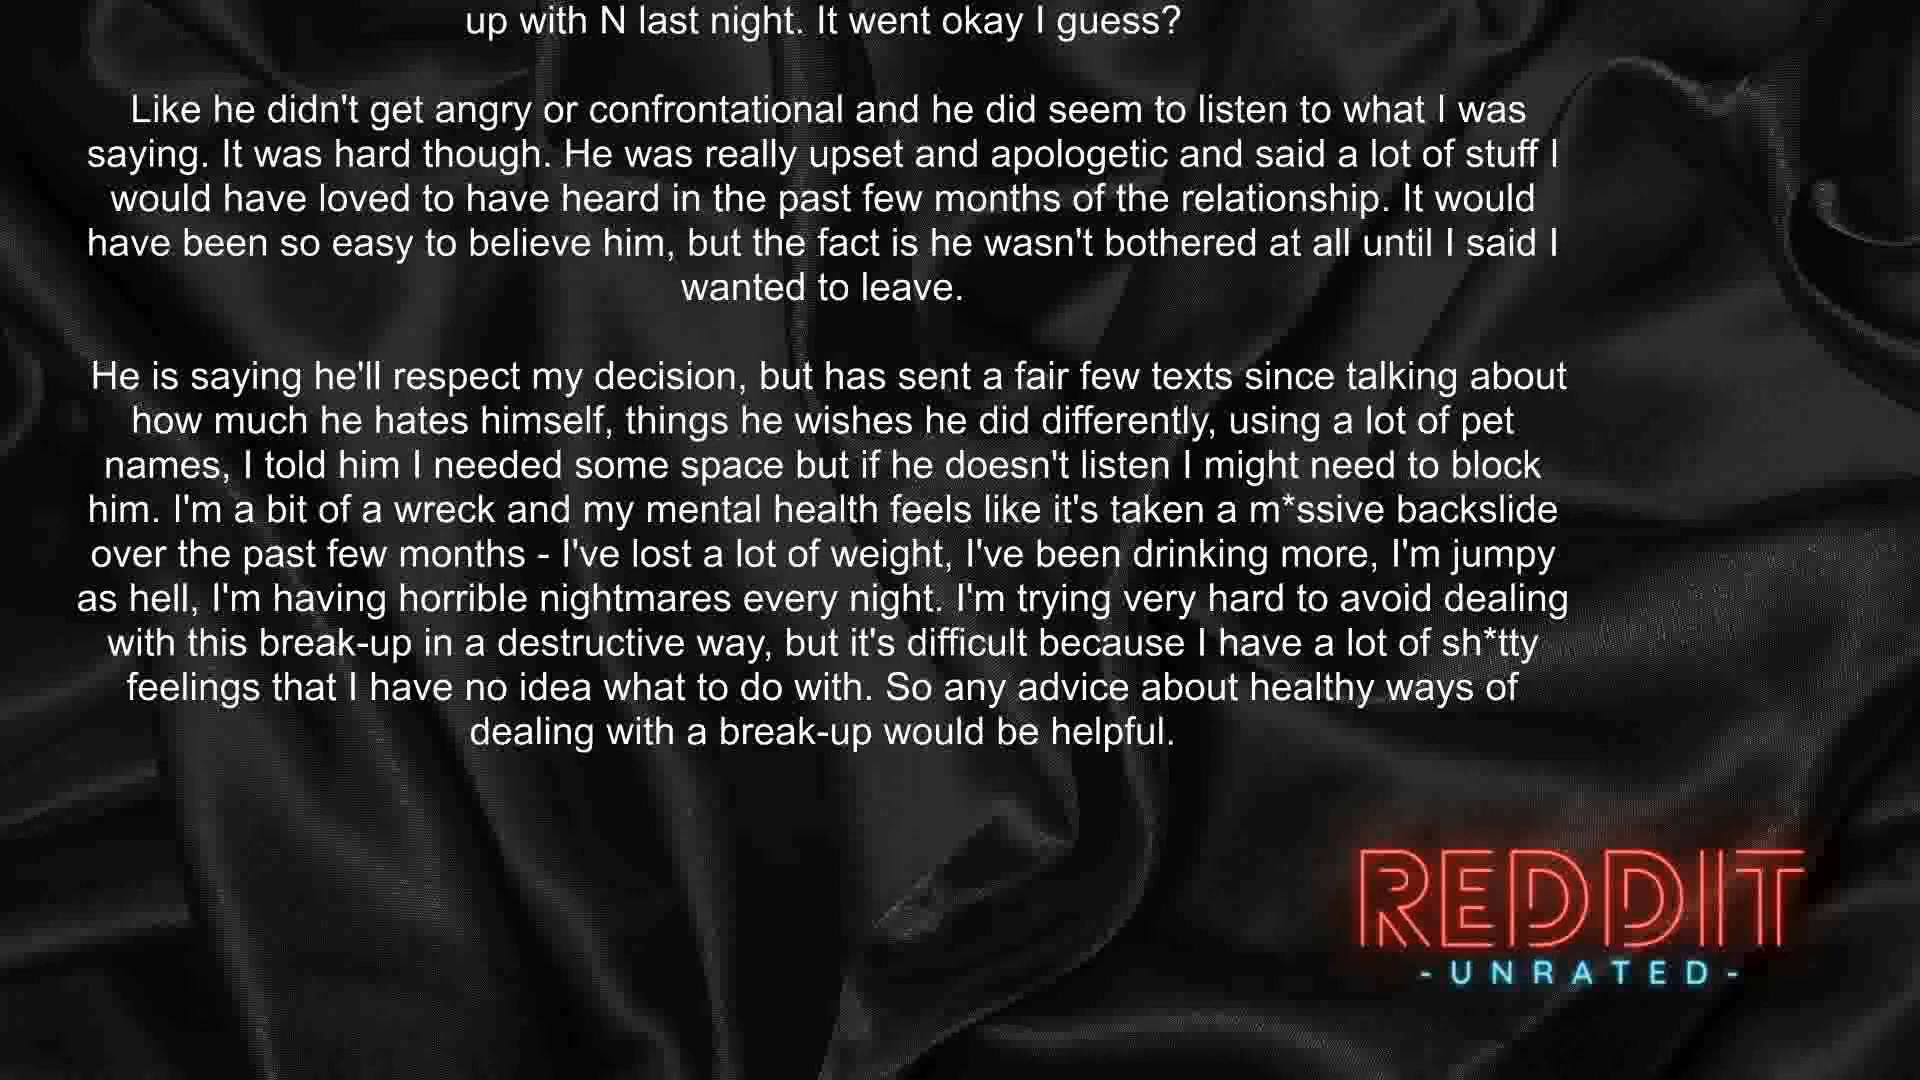 up with N last night. It went okay I guess?
Like he didn't get angry or confrontational and he did seem to listen to what I was
saying. It was hard though. He was really upset and apologetic and said a lot of stuff I
would have loved to have heard in the past few months of the relationship. It would
have been so easy to believe him, but the fact is he wasn't bothered at all until I said I
wanted to leave.
He is saying he'll respect my decision, but has sent a fair few texts since talking about
how much he hates himself, things he wishes he did differently, using a lot of pet
names, I told him I needed some space but if he doesn't listen I might need to block
him. I'm a bit of a wreck and my mental health feels like it's taken a m*ssive backslide
over the past few months - I've lost a lot of weight, I've been drinking more, I'm jumpy
as hell, I'm having horrible nightmares every night. I'm trying very hard to avoid dealing
with this break-up in a destructive way, but it's difficult because I have a lot of sh*tty
feelings that I have no idea what to do with. So any advice about healthy ways of
dealing with a break-up would be helpful.
REDDIT
-UNRATED-